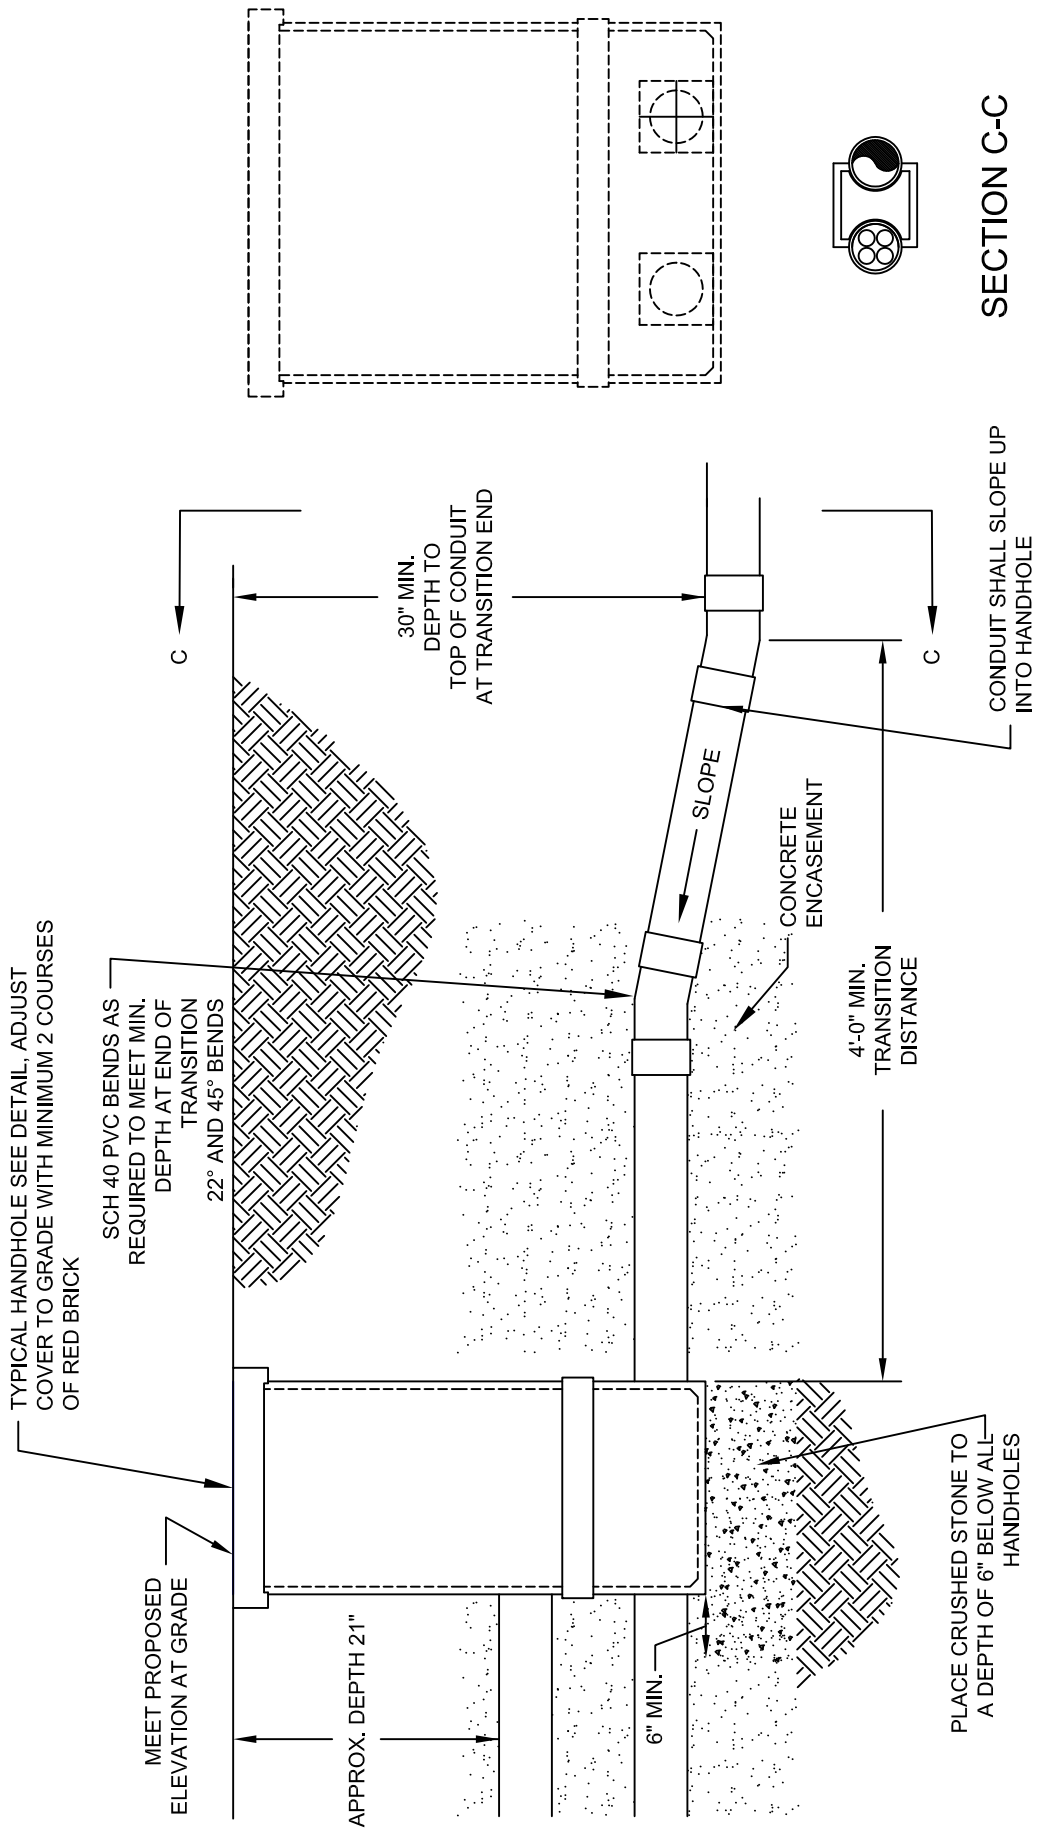 TYPICAL HANDHOLE SEE DETAIL, ADJUST
COVER TO GRADE WITH MINIMUM 2 COURSES
OF RED BRICK
MEET PROPOSED
ELEVATION AT GRADE
SCH 40 PVC BENDS AS
REQUIRED TO MEET MIN.
DEPTH AT END OF
TRANSITION
22° AND 45° BENDS
C
30" MIN.
DEPTH TO
TOP OF CONDUIT
AT TRANSITION END
APPROX. DEPTH 21"
SLOPE
6" MIN.
CONCRETE
ENCASEMENT
4'-0" MIN.
TRANSITION
DISTANCE
C
CONDUIT SHALL SLOPE UP
INTO HANDHOLE
PLACE CRUSHED STONE TO
A DEPTH OF 6" BELOW ALL
HANDHOLES
SECTION C-C